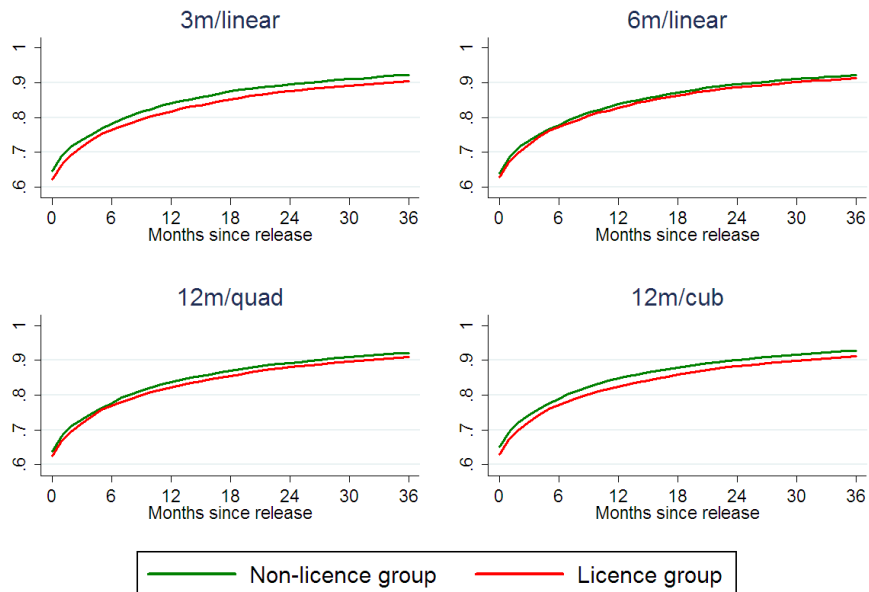 3m/linear
6m/linear
1
.9
.8
.7
.6
0 6 12 18 24 30 36
Months since release
1
.9
.8
.7
.6
0 6 12 18 24 30 36
Months since release
12m/quad
12m/cub
1
.9
.8
.7
.6
0 6 12 18 24 30 36
Months since release
1
.9
.8
.7
.6
0 6 12 18 24 30 36
Months since release
Non-licence group Licence group